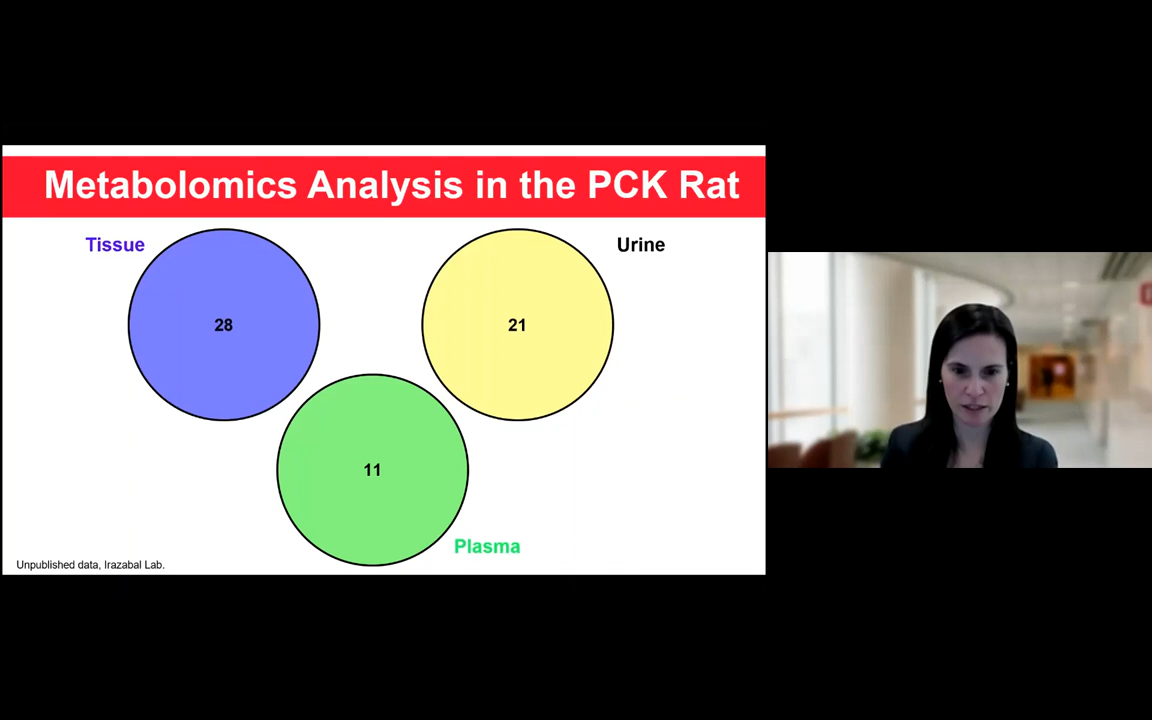 Metabolomics Analysis in the PCK Rat
Tissue
Urine
28
21
11
Plasma
Unpublished data, Irazabal Lab.